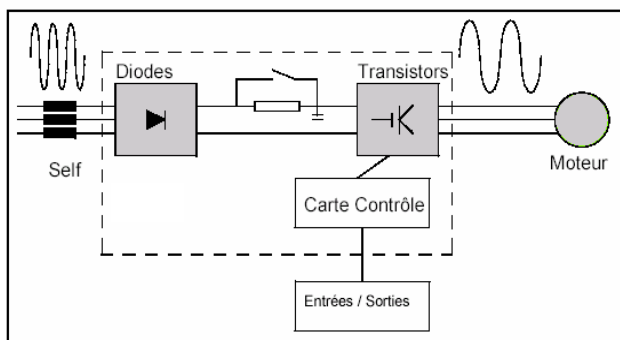 Diodes
Transistors
Self
Moteur
Carte Contrôle
Entrées / Sorties